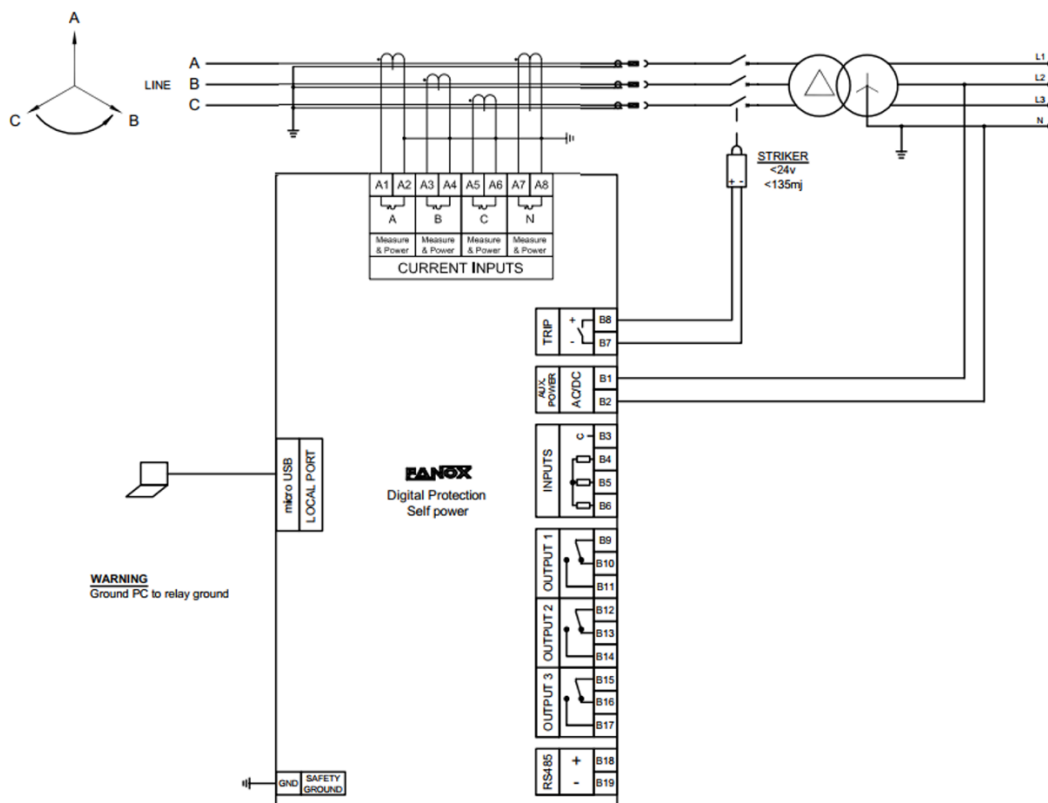 A
C
B
LINE
A
B
C
L1
L2
L3
N
STRIKER
<24v
<135mj
+ -
A1 A2 A3 A4 A5 A6 A7 A8
A B C N
Measure & Power
Measure & Power
Measure & Power
Measure & Power
CURRENT INPUTS
TRIP
+
-
B8
B7
AUX. POWER
AC/DC
B1
B2
INPUTS
C
B3
B4
B5
B6
micro USB
LOCAL PORT
FANOX
Digital Protection
Self power
WARNING
Ground PC to relay ground
OUTPUT 1
B9
B10
B11
OUTPUT 2
B12
B13
B14
OUTPUT 3
B15
B16
B17
RS485
+
-
B18
B19
GND
SAFETY
GROUND